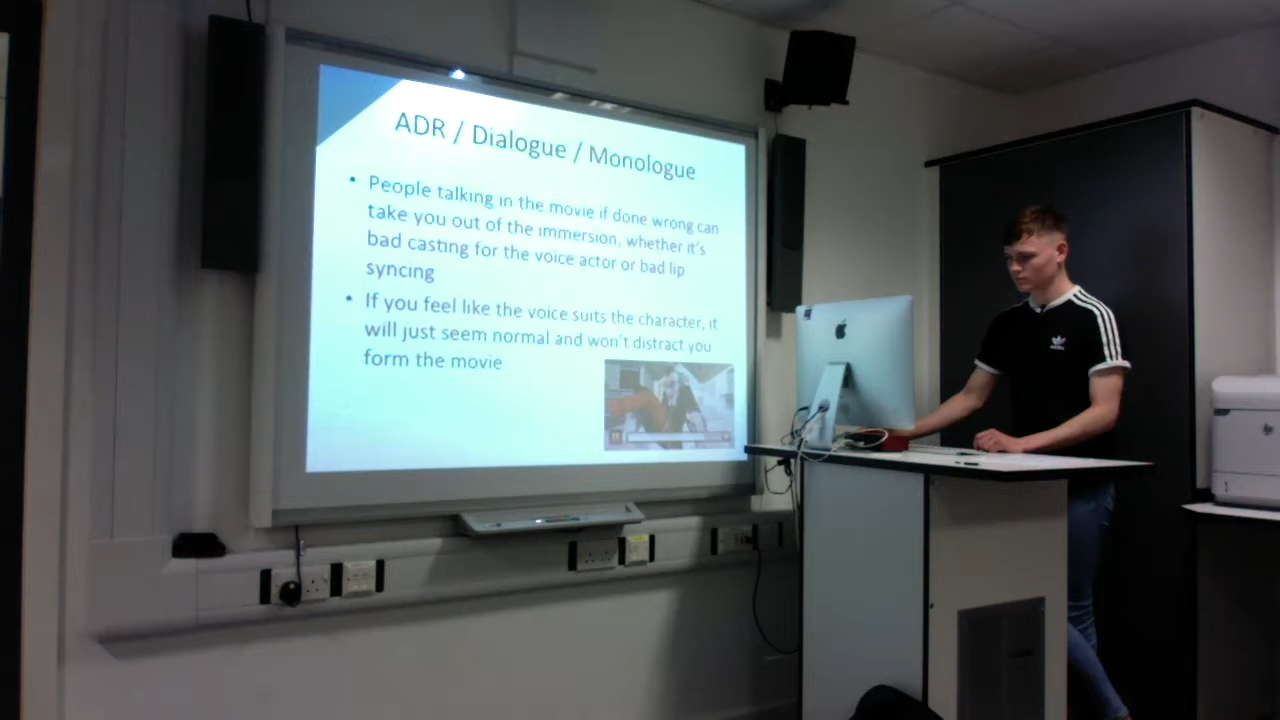 ADR / Dialogue / Monologue
• People talking in the movie if done wrong can
take you out of the immersion, whether it's
bad casting for the voice actor or bad lip
syncing
• If you feel like the voice suits the character, it
will just seem normal and won't distract you
form the movie